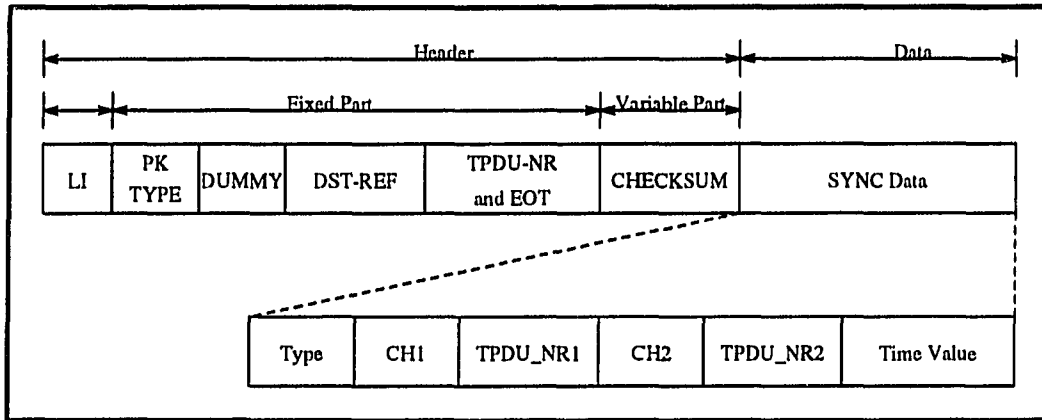 Header Data
Fixed Part Variable Part
LI PK TYPE DUMMY DST-REF TPDU-NR and EOT CHECKSUM SYNC Data
Type CH1 TPDU_NR1 CH2 TPDU_NR2 Time Value